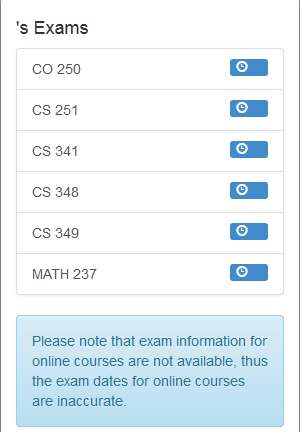 's Exams
CO 250
CS 251
CS 341
CS 348
CS 349
MATH 237
Please note that exam information for
online courses are not available, thus
the exam dates for online courses
are inaccurate.